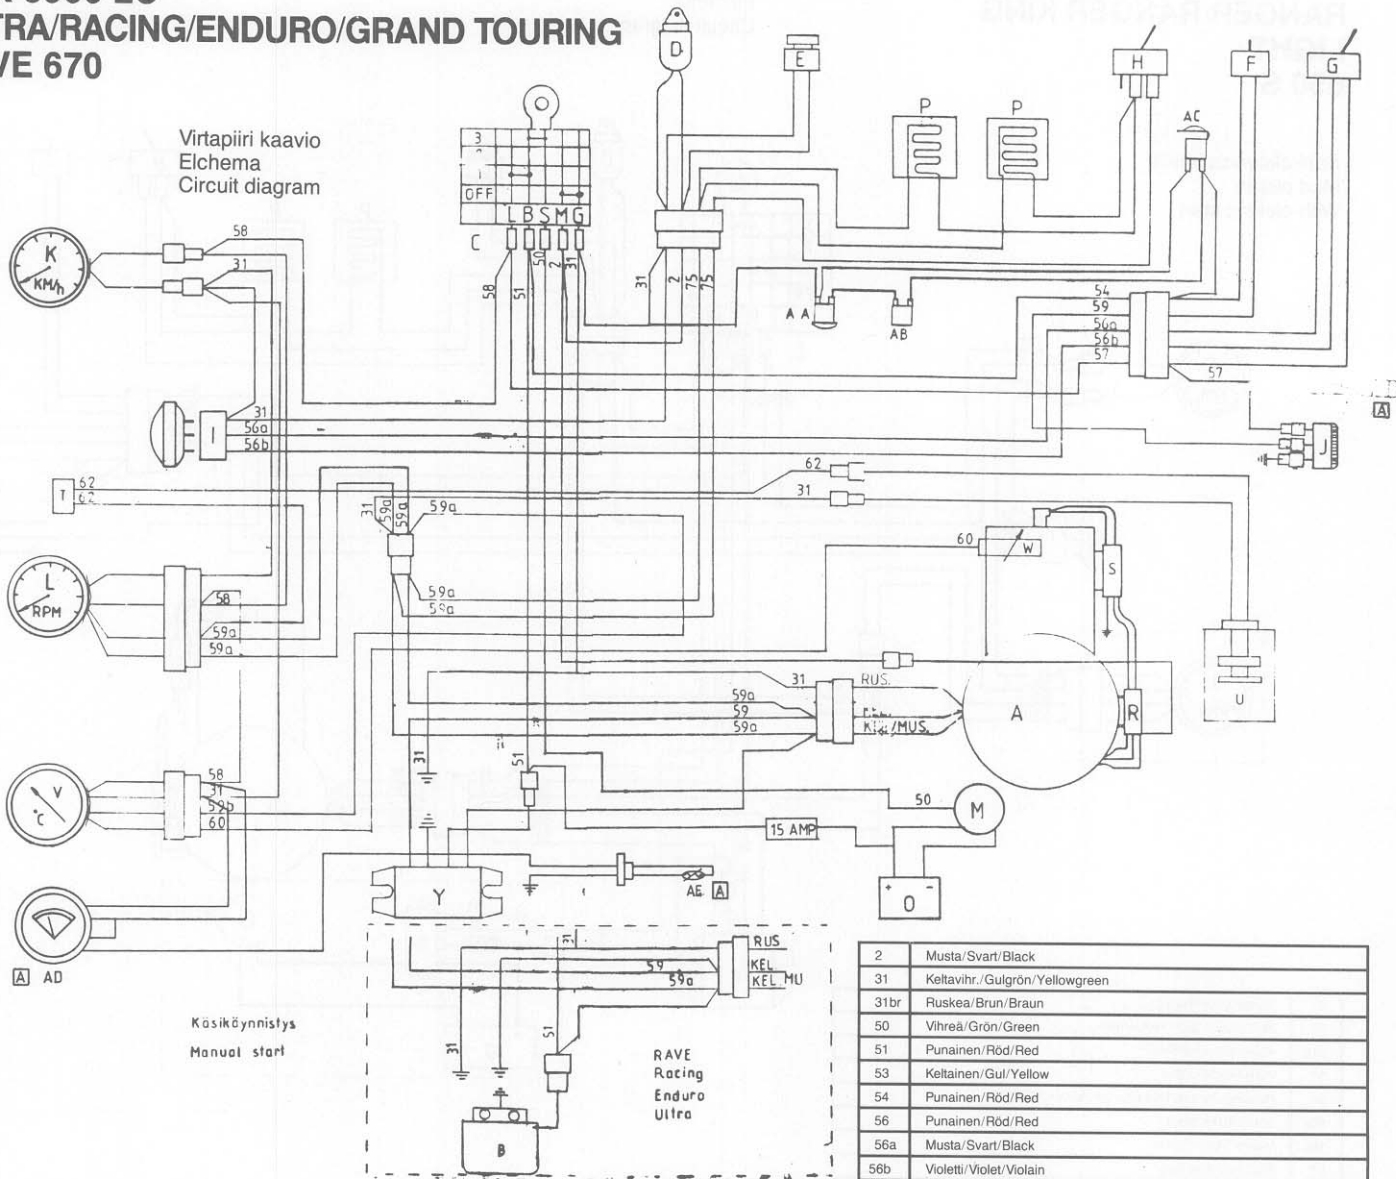 TRA/RACING/ENDURO/GRAND TOURING
VE 670
Virtapiiri kaavio
Elchema
Circuit diagram
3
OFF
L B S M G
C
D
E
P
P
H
F
G
AC
K
KM/h
58
31
58
51
50
2
31
31
2
75
75
A A
AB
54
59
56a
56b
57
57
A
J
I
31
56a
56b
T
62
62
62
31
31
59a
59a
59a
59a
59a
L
RPM
58
59a
59a
60
W
S
U
A
R
31
RUS.
59a
59
59a
31
51
V
°C
58
31
59b
60
50
M
15 AMP
+ -
O
Y
AE A
A AD
RUS
KEL
KEL MU
31
59
59a
31
51
B
Käsikäynnistys
Manual start
RAVE
Racing
Enduro
Ultra
2 Musta/Svart/Black
31 Keltavihr./Gulgrön/Yellowgreen
31br Ruskea/Brun/Braun
50 Vihreä/Grön/Green
51 Punainen/Röd/Red
53 Keltainen/Gul/Yellow
54 Punainen/Röd/Red
56 Punainen/Röd/Red
56a Musta/Svart/Black
56b Violetti/Violet/Violain